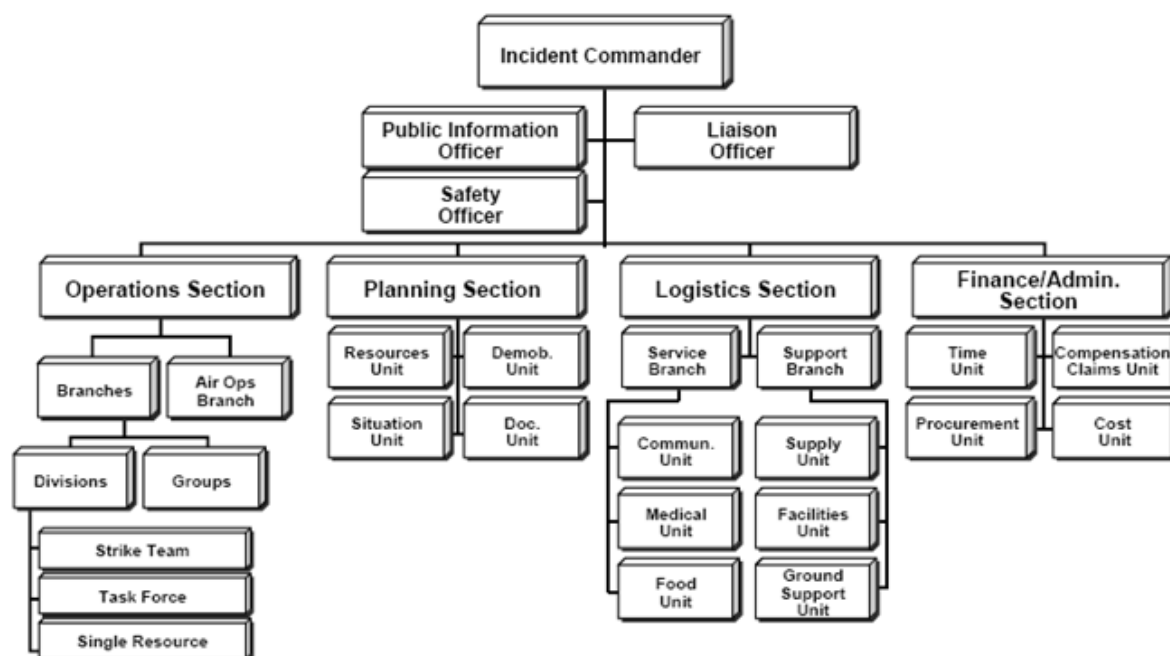 Incident Commander
Public Information
Officer
Liaison
Officer
Safety
Officer
Operations Section
Planning Section
Logistics Section
Finance/Admin.
Section
Branches
Air Ops
Branch
Divisions
Groups
Strike Team
Task Force
Single Resource
Resources
Unit
Demob.
Unit
Situation
Unit
Doc.
Unit
Service
Branch
Support
Branch
Commun.
Unit
Supply
Unit
Medical
Unit
Facilities
Unit
Food
Unit
Ground
Support
Unit
Time
Unit
Compensation
Claims Unit
Procurement
Unit
Cost
Unit